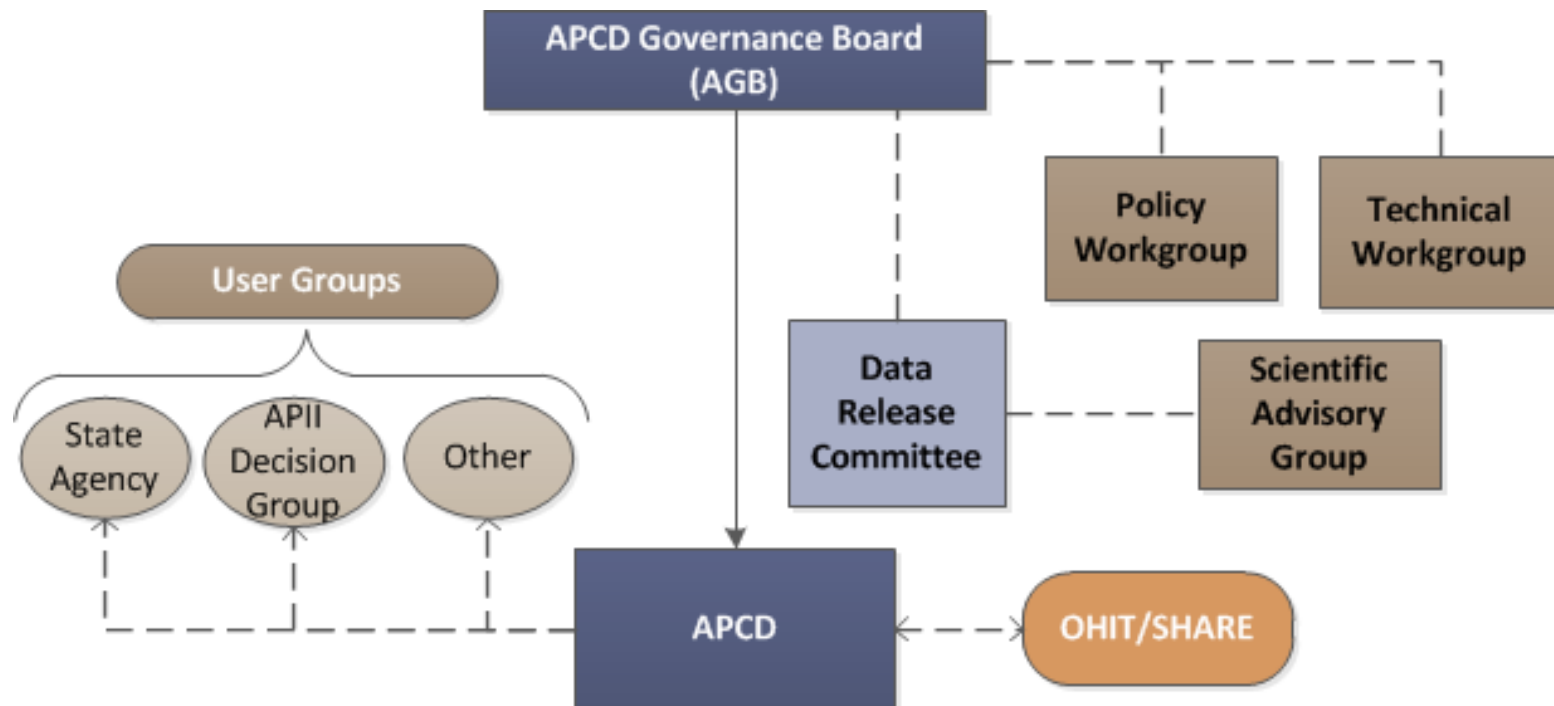 APCD Governance Board
(AGB)
Policy
Workgroup
Technical
Workgroup
User Groups
Data
Release
Committee
Scientific
Advisory
Group
State
Agency
APII
Decision
Group
Other
APCD
OHIT/SHARE